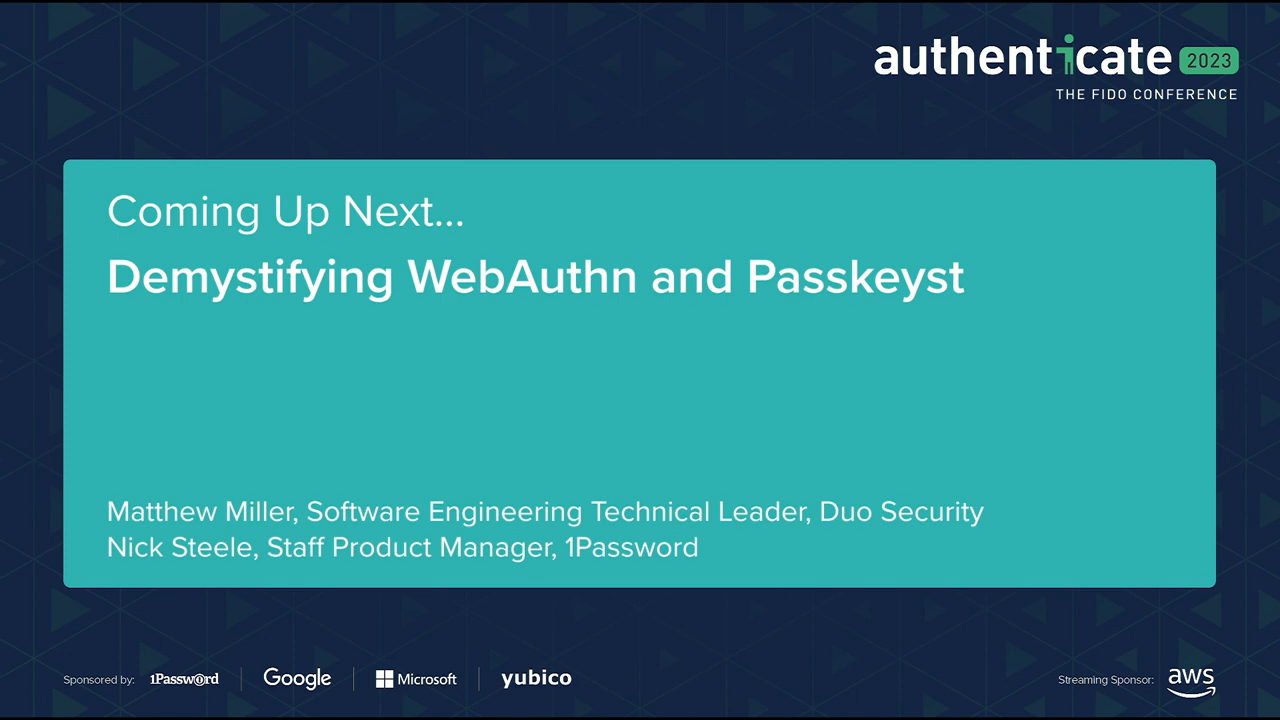 authenticate 2023
THE FIDO CONFERENCE
Coming Up Next...
Demystifying WebAuthn and Passkeyst
Matthew Miller, Software Engineering Technical Leader, Duo Security
Nick Steele, Staff Product Manager, 1Password
Sponsored by: 1Password Google Microsoft yubico Streaming Sponsor: aws